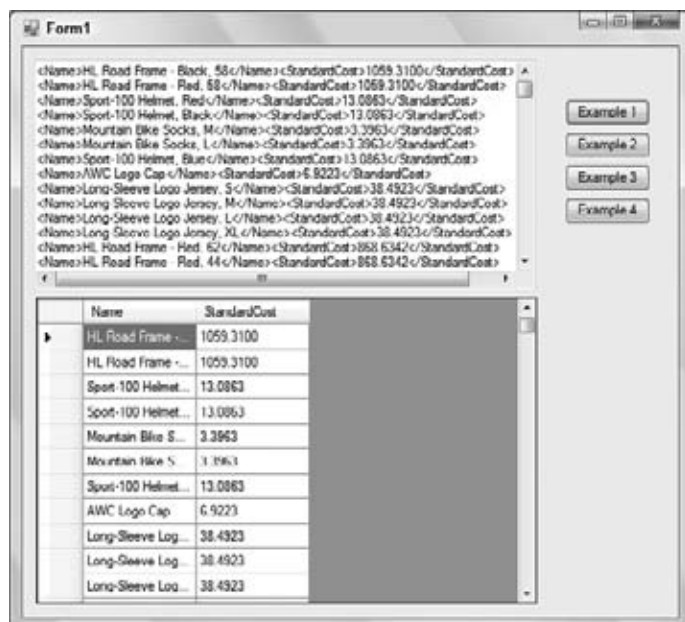 Form1
<Name>HL Road Frame - Black, 58</Name><StandardCost>1059.3100</StandardCost>
<Name>HL Road Frame - Red, 58</Name><StandardCost>1059.3100</StandardCost>
<Name>Sport-100 Helmet, Red</Name><StandardCost>13.0863</StandardCost>
<Name>Sport-100 Helmet, Black</Name><StandardCost>13.0863</StandardCost>
<Name>Mountain Bike Socks, M</Name><StandardCost>3.3963</StandardCost>
<Name>Mountain Bike Socks, L</Name><StandardCost>3.3963</StandardCost>
<Name>Sport-100 Helmet, Blue</Name><StandardCost>13.0863</StandardCost>
<Name>AWC Logo Cap</Name><StandardCost>6.9223</StandardCost>
<Name>Long-Sleeve Logo Jersey, S</Name><StandardCost>38.4923</StandardCost>
<Name>Long-Sleeve Logo Jersey, M</Name><StandardCost>38.4923</StandardCost>
<Name>Long-Sleeve Logo Jersey, L</Name><StandardCost>38.4923</StandardCost>
<Name>Long-Sleeve Logo Jersey, XL</Name><StandardCost>38.4923</StandardCost>
<Name>HL Road Frame - Red, 62</Name><StandardCost>868.6342</StandardCost>
<Name>HL Road Frame - Red, 44</Name><StandardCost>868.6342</StandardCost>
Example 1
Example 2
Example 3
Example 4
Name StandardCost
HL Road Frame -... 1059.3100
HL Road Frame -... 1059.3100
Sport-100 Helmet... 13.0863
Sport-100 Helmet... 13.0863
Mountain Bike S... 3.3963
Mountain Bike S... 3.3963
Sport-100 Helmet... 13.0863
AWC Logo Cap 6.9223
Long-Sleeve Log... 38.4923
Long-Sleeve Log... 38.4923
Long-Sleeve Log... 38.4923